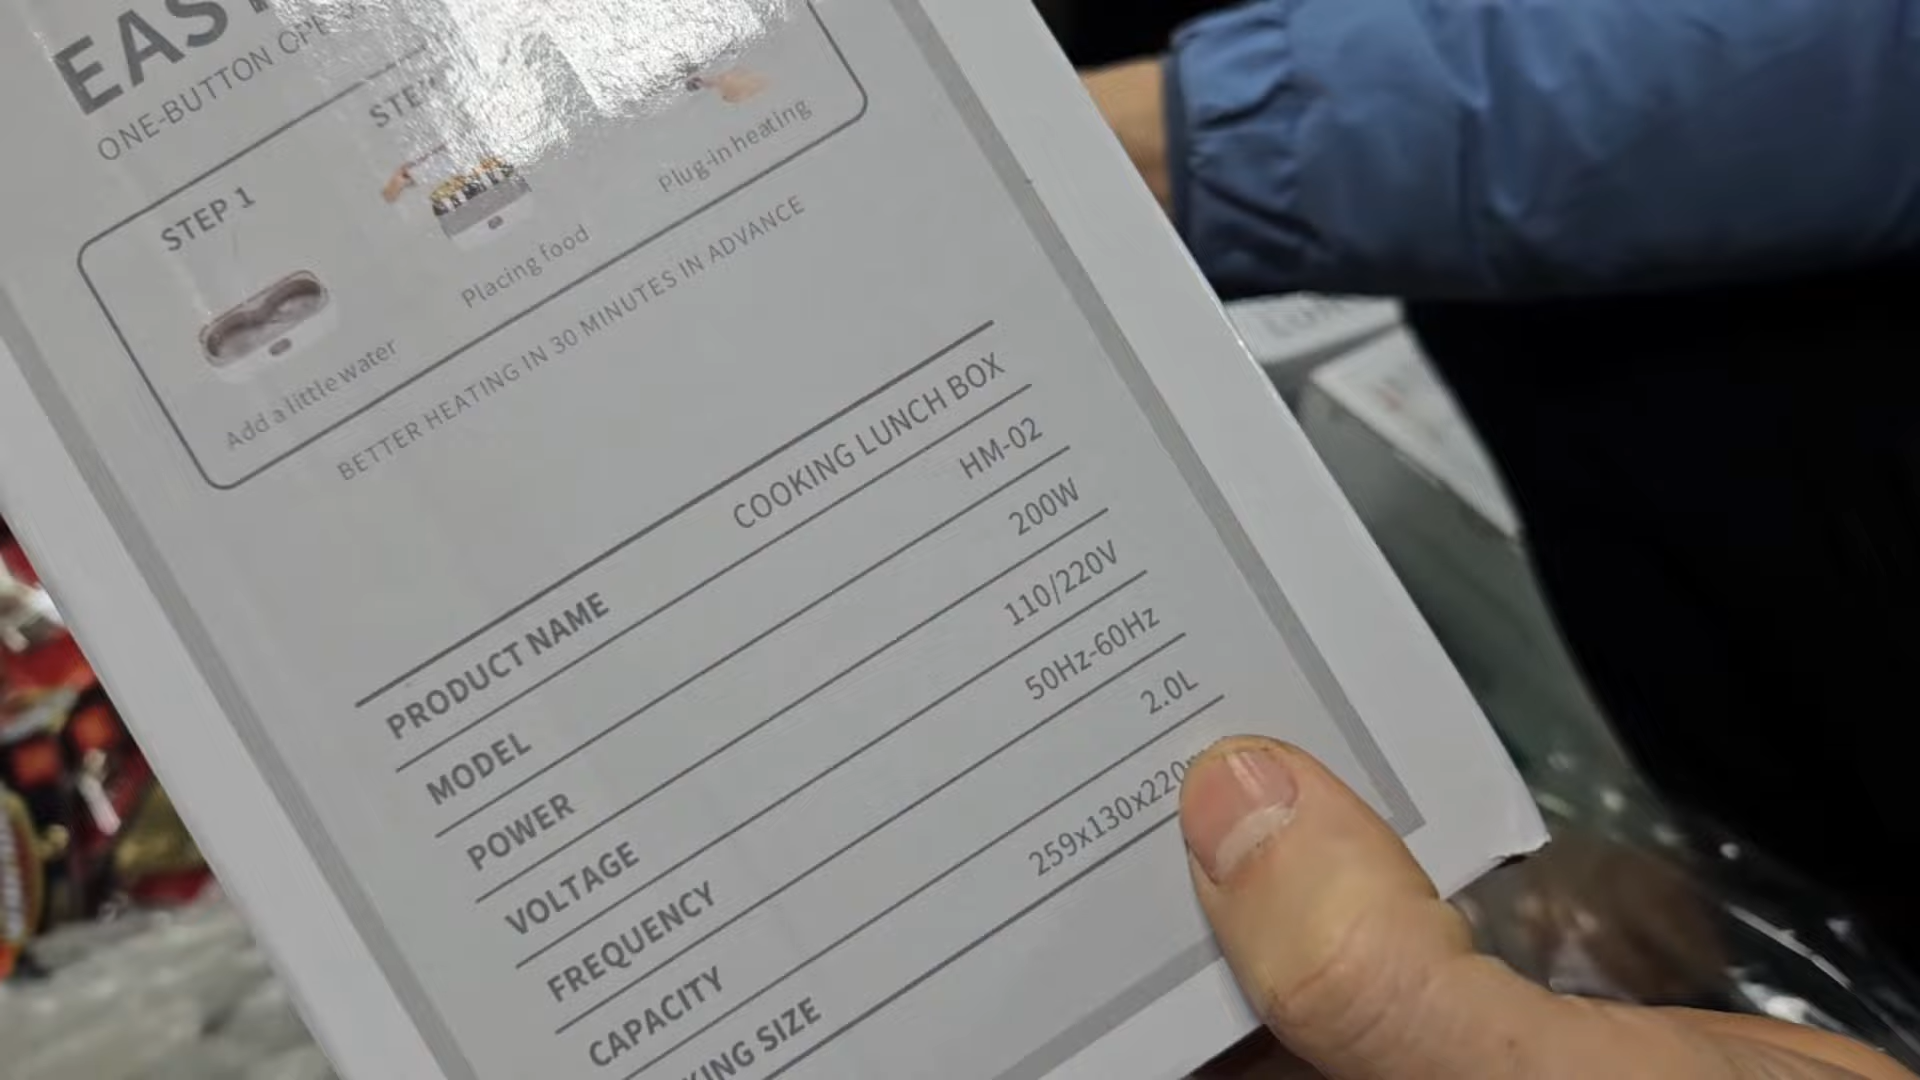 ONE-BUTTON
STEP 1
Add a little water
Placing food
Plug-in heating
BETTER HEATING IN 30 MINUTES IN ADVANCE
PRODUCT NAME COOKING LUNCH BOX
MODEL HM-02
POWER 200W
VOLTAGE 110/220V
FREQUENCY 50Hz-60Hz
CAPACITY 2.0L
SIZE 259x130x220